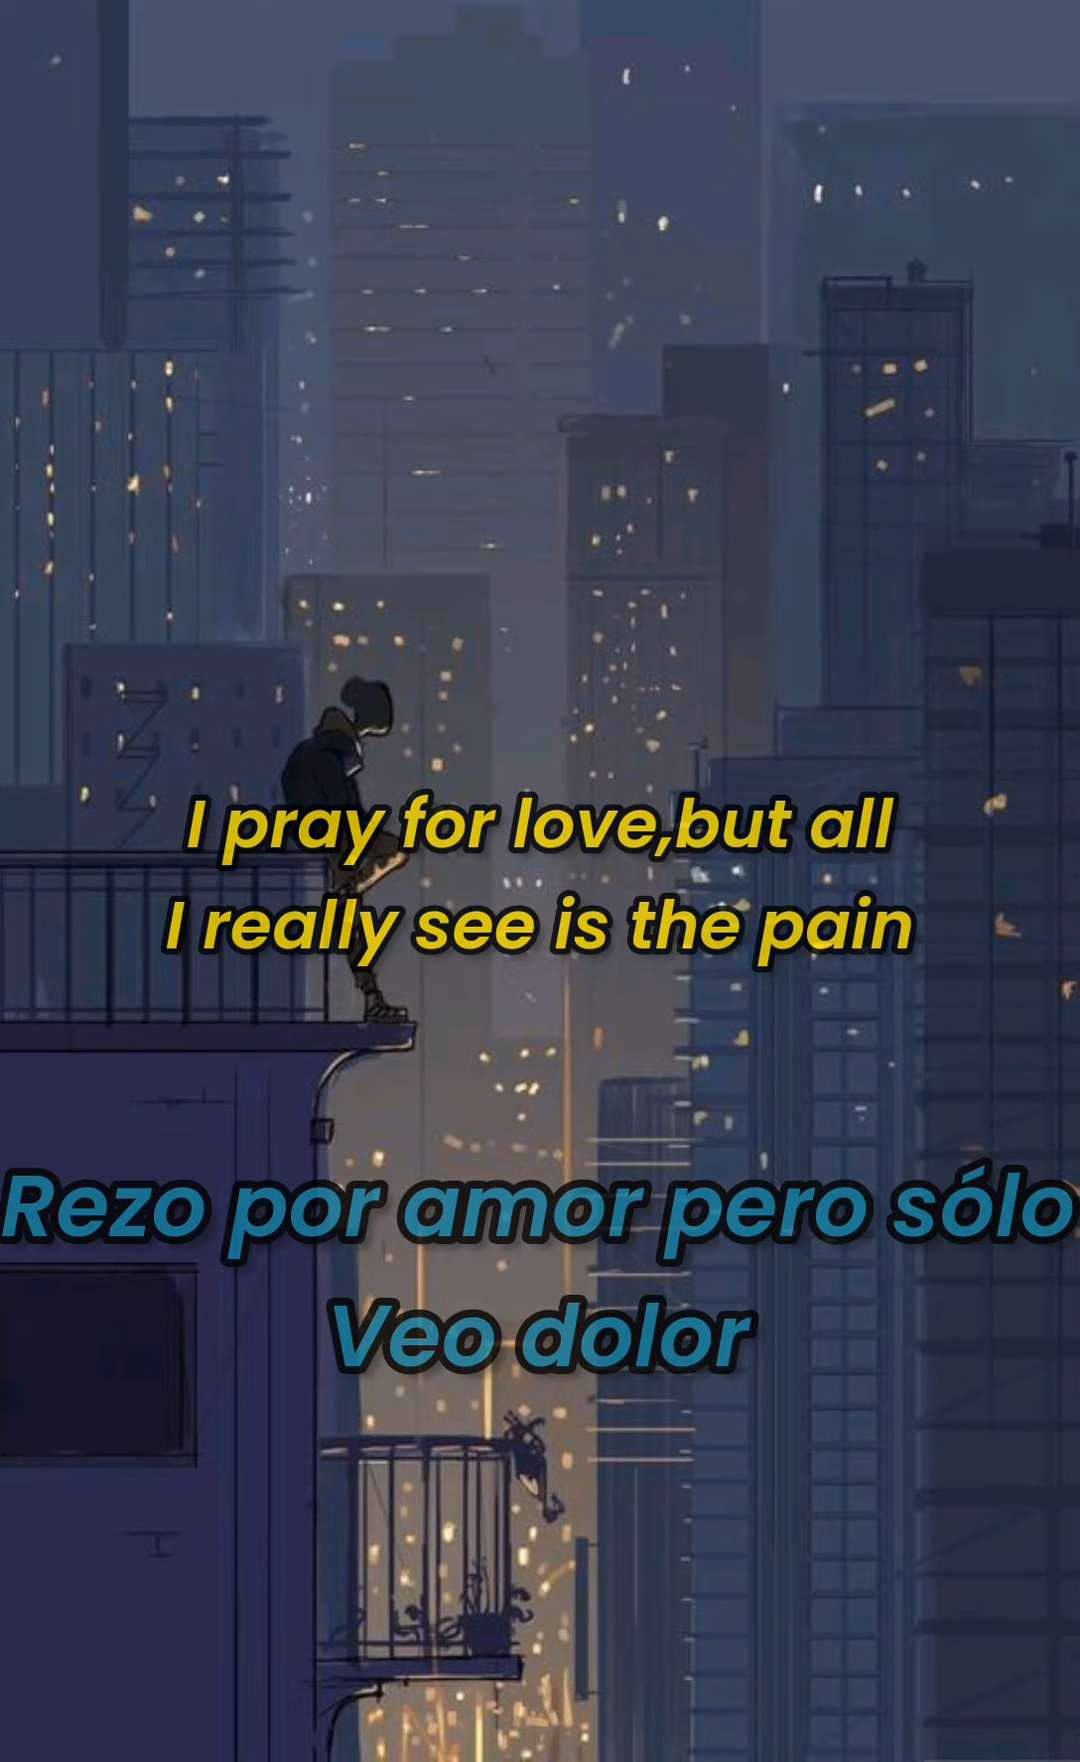 I pray for love,but all
I really see is the pain
Rezo por amor pero sólo
Veo dolor